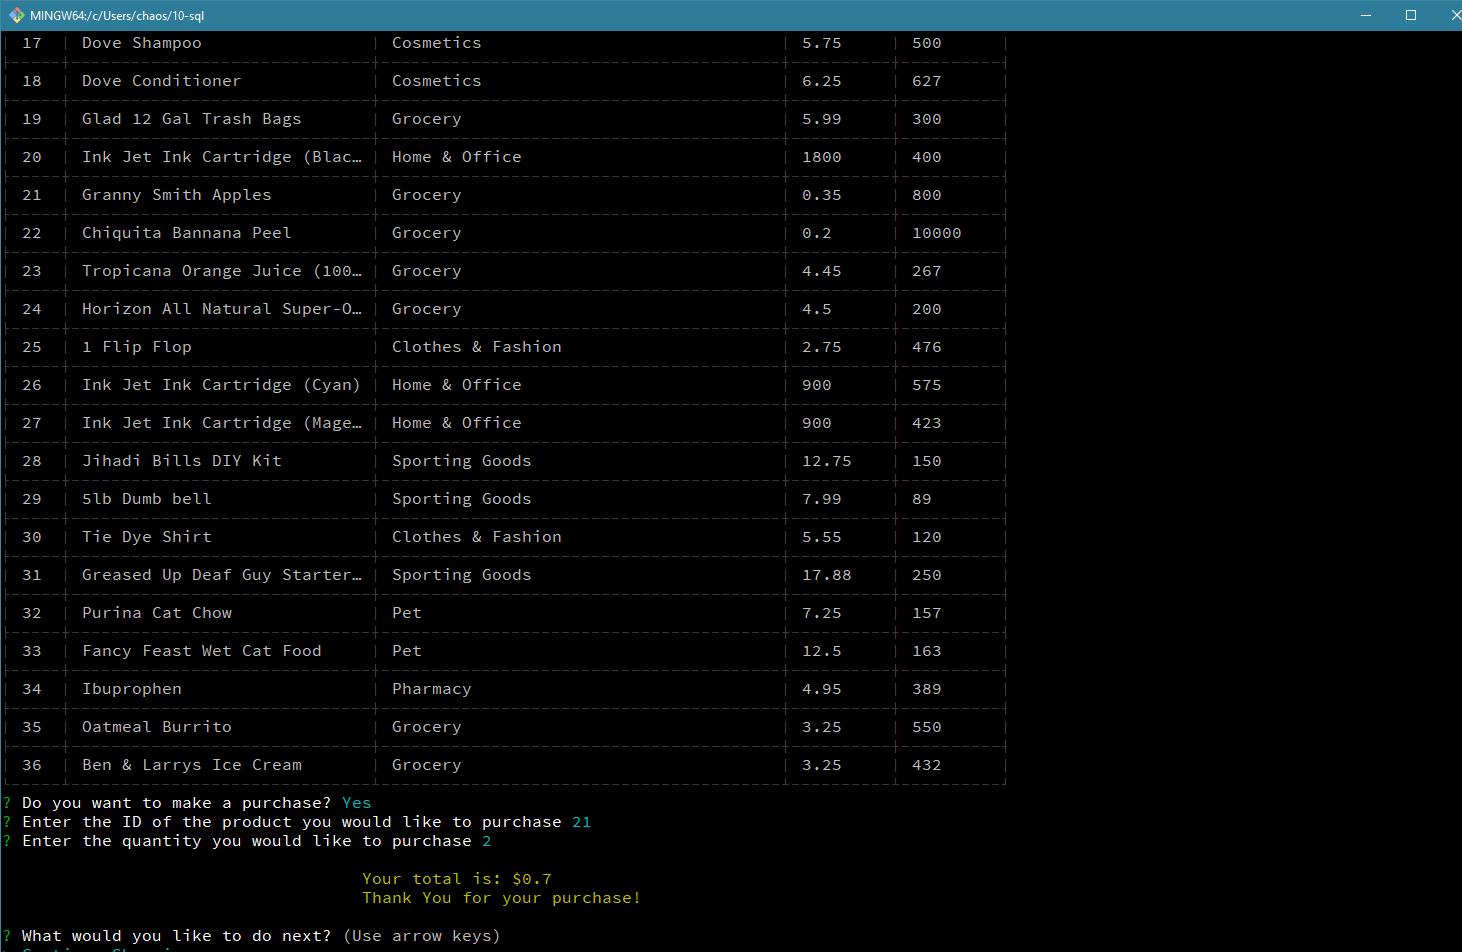 MINGW64:/c/Users/chaos/10-sql
17 Dove Shampoo Cosmetics 5.75 500
18 Dove Conditioner Cosmetics 6.25 627
19 Glad 12 Gal Trash Bags Grocery 5.99 300
20 Ink Jet Ink Cartridge (Blac… Home & Office 1800 400
21 Granny Smith Apples Grocery 0.35 800
22 Chiquita Bannana Peel Grocery 0.2 10000
23 Tropicana Orange Juice (100… Grocery 4.45 267
24 Horizon All Natural Super-O… Grocery 4.5 200
25 1 Flip Flop Clothes & Fashion 2.75 476
26 Ink Jet Ink Cartridge (Cyan) Home & Office 900 575
27 Ink Jet Ink Cartridge (Mage… Home & Office 900 423
28 Jihadi Bills DIY Kit Sporting Goods 12.75 150
29 5lb Dumb bell Sporting Goods 7.99 89
30 Tie Dye Shirt Clothes & Fashion 5.55 120
31 Greased Up Deaf Guy Starter… Sporting Goods 17.88 250
32 Purina Cat Chow Pet 7.25 157
33 Fancy Feast Wet Cat Food Pet 12.5 163
34 Ibuprophen Pharmacy 4.95 389
35 Oatmeal Burrito Grocery 3.25 550
36 Ben & Larrys Ice Cream Grocery 3.25 432
? Do you want to make a purchase? Yes
? Enter the ID of the product you would like to purchase 21
? Enter the quantity you would like to purchase 2
Your total is: $0.7
Thank You for your purchase!
? What would you like to do next? (Use arrow keys)